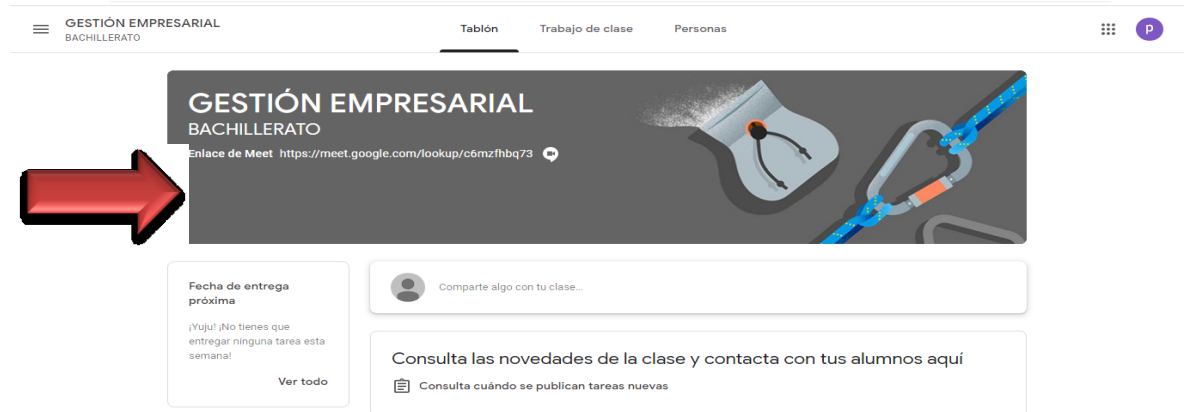 GESTIÓN EMPRESARIAL
BACHILLERATO
Tablón
Trabajo de clase
Personas
p
GESTIÓN EMPRESARIAL
BACHILLERATO
Enlace de Meet https://meet.google.com/lookup/c6mzfhbq73
Fecha de entrega
próxima
¡Yuju! ¡No tienes que
entregar ninguna tarea esta
semana!
Ver todo
Comparte algo con tu clase...
Consulta las novedades de la clase y contacta con tus alumnos aquí
Consulta cuándo se publican tareas nuevas